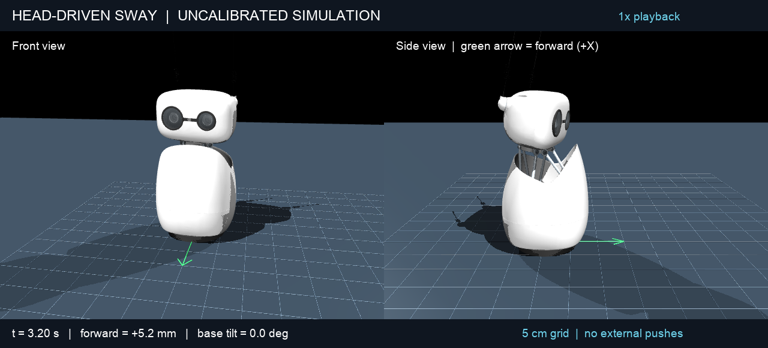 HEAD-DRIVEN SWAY | UNCALIBRATED SIMULATION
1x playback
Front view
Side view | green arrow = forward (+X)
t = 3.20 s | forward = +5.2 mm | base tilt = 0.0 deg
5 cm grid | no external pushes